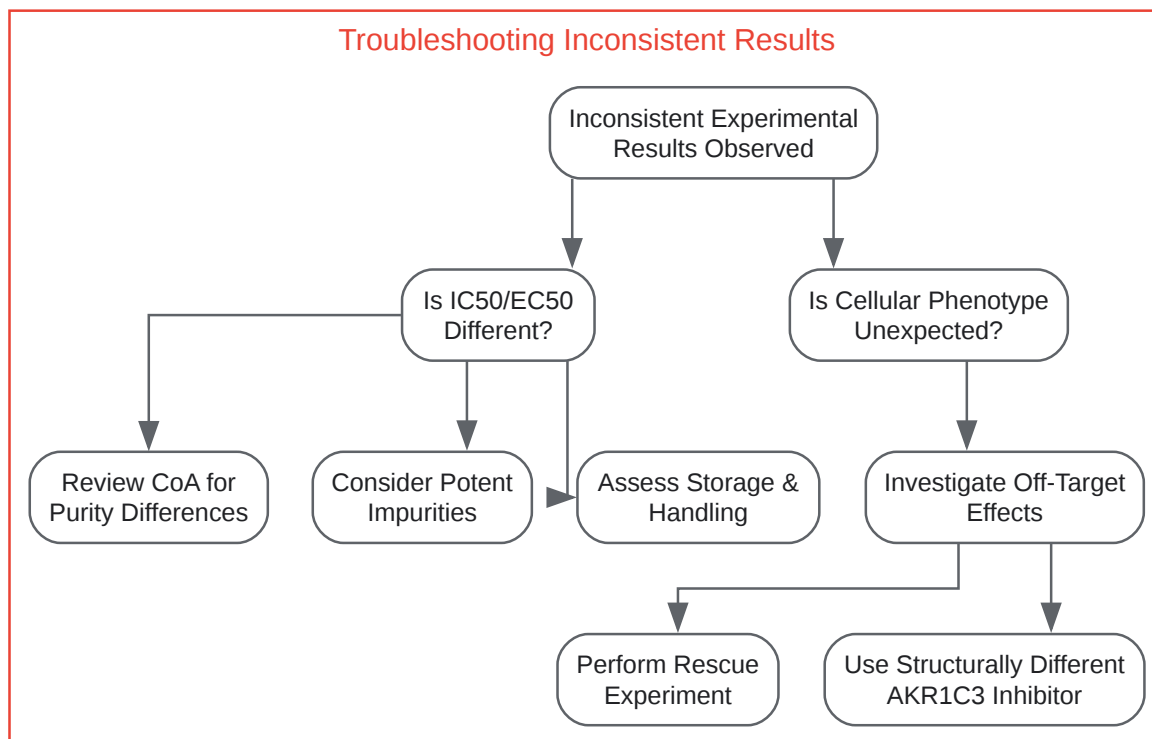 Troubleshooting Inconsistent Results
Inconsistent Experimental
Results Observed
Is IC50/EC50
Different?
Is Cellular Phenotype
Unexpected?
Review CoA for
Purity Differences
Consider Potent
Impurities
Assess Storage &
Handling
Investigate Off-Target
Effects
Perform Rescue
Experiment
Use Structurally Different
AKR1C3 Inhibitor